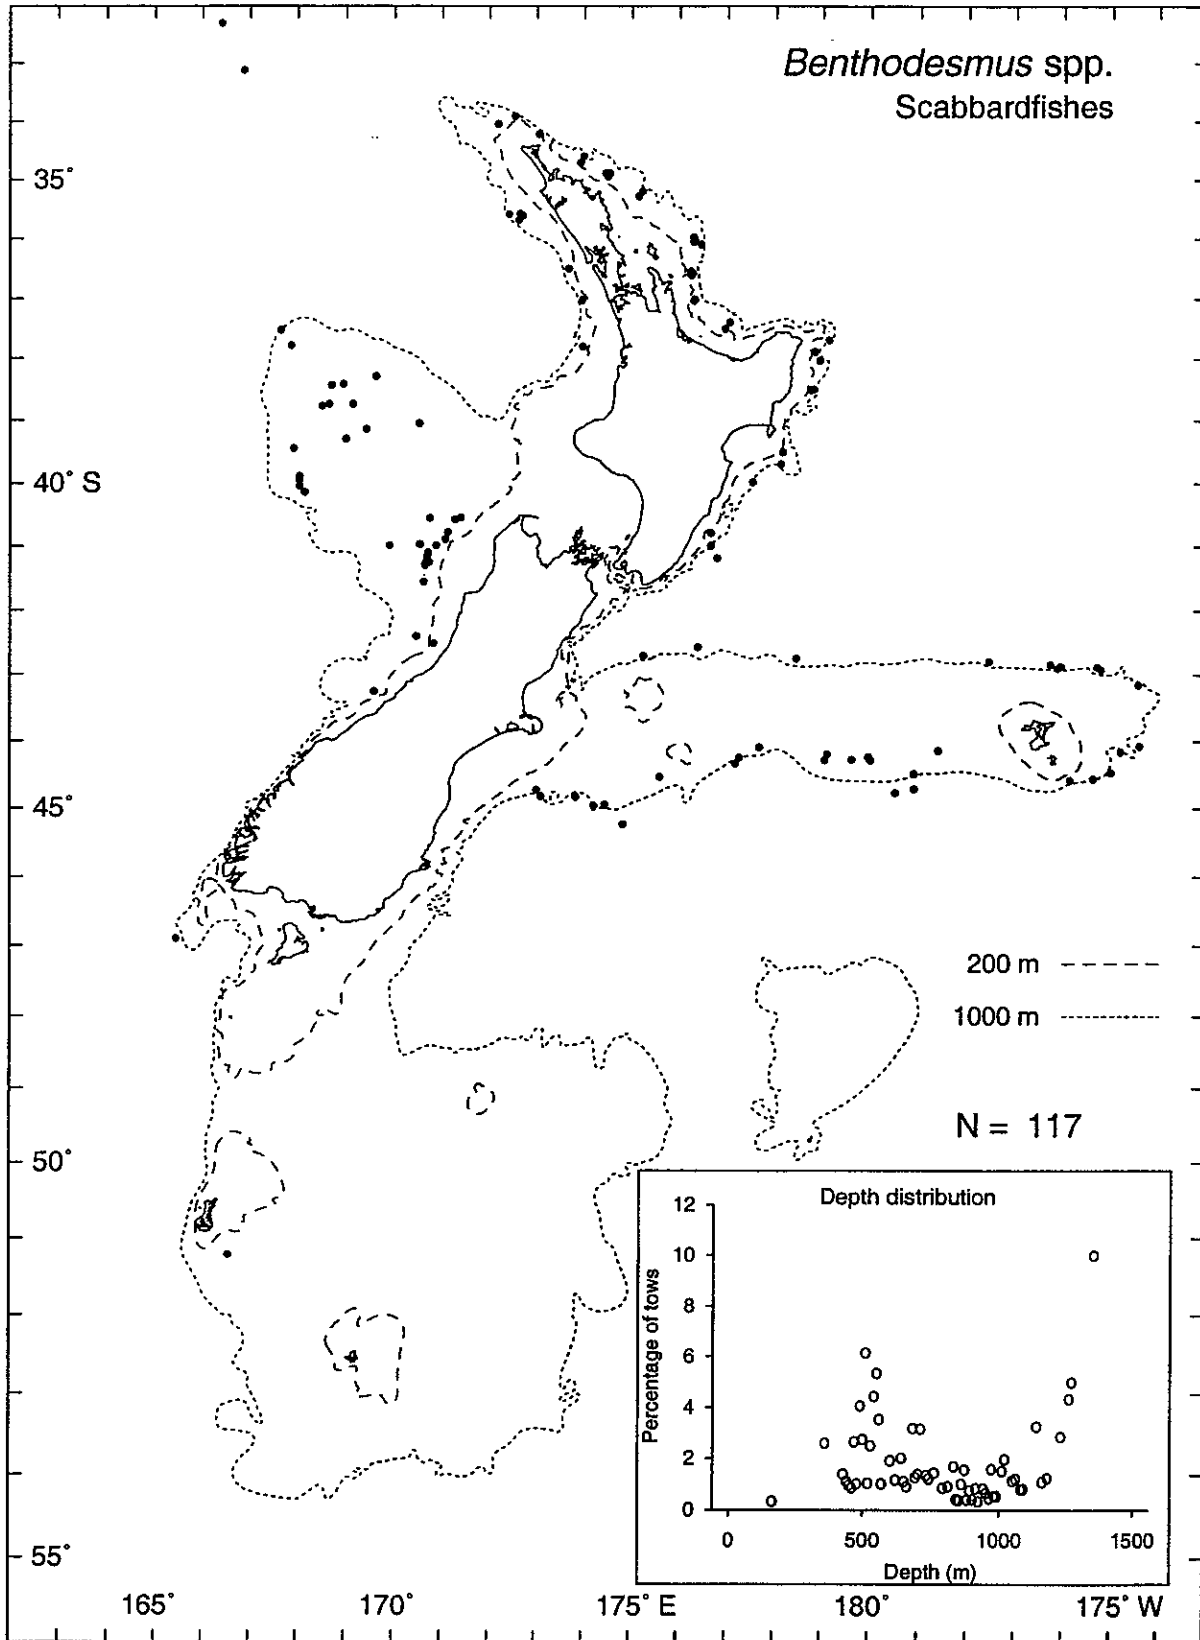 Benthodesmus spp.
Scabbardfishes
35°
40° S
45°
50°
55°
200 m
1000 m
N = 117
Depth distribution
12
10
8
6
4
2
0
Percentage of tows
0 500 1000 1500
Depth (m)
165° 170° 175° E 180° 175° W